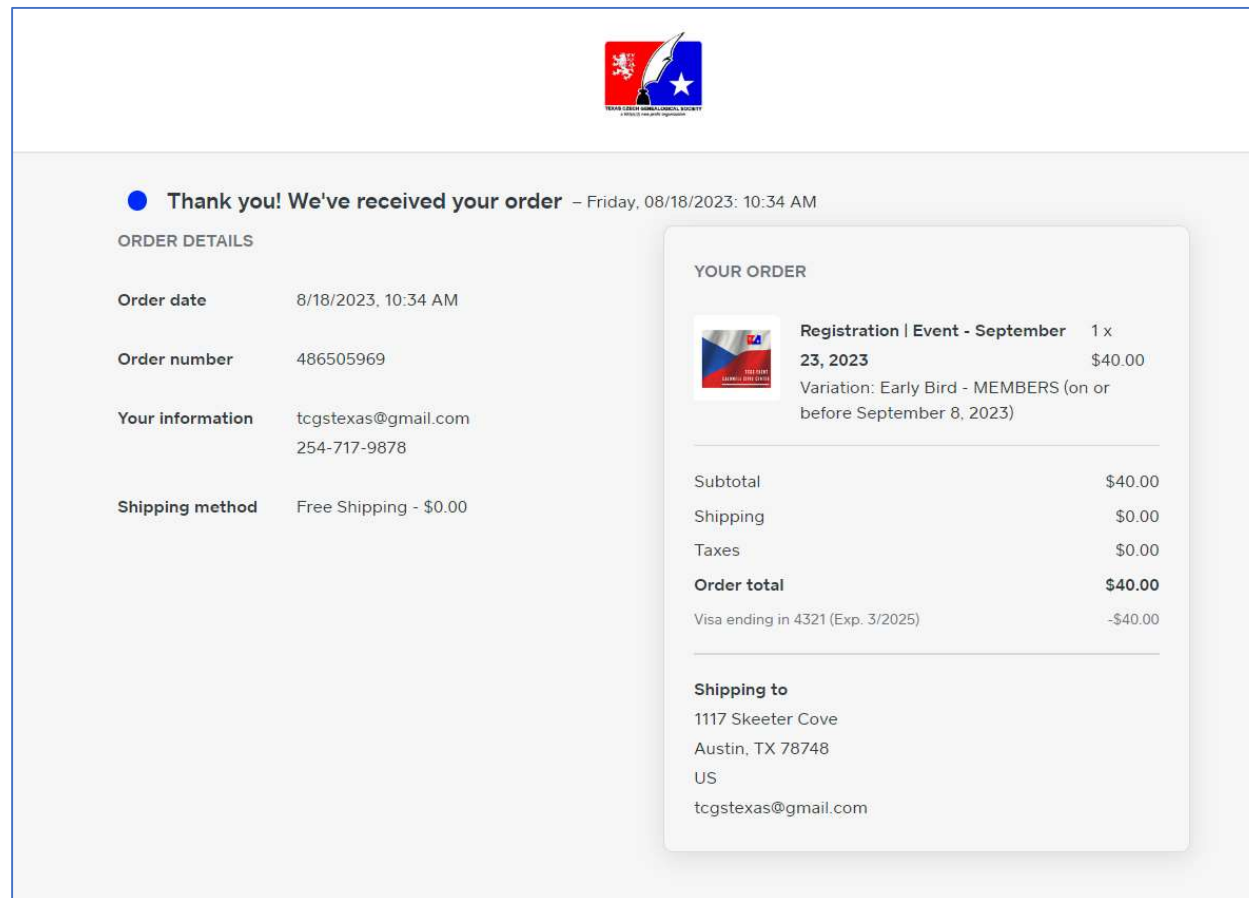 TEXAS CZECH GENEALOGICAL SOCIETY
Thank you! We've received your order – Friday, 08/18/2023: 10:34 AM
ORDER DETAILS
Order date 8/18/2023, 10:34 AM
Order number 486505969
Your information tcgstexas@gmail.com
254-717-9878
Shipping method Free Shipping - $0.00
YOUR ORDER
Registration | Event - September 1 x
23, 2023 $40.00
Variation: Early Bird - MEMBERS (on or
before September 8, 2023)
Subtotal $40.00
Shipping $0.00
Taxes $0.00
Order total $40.00
Visa ending in 4321 (Exp. 3/2025) -$40.00
Shipping to
1117 Skeeter Cove
Austin, TX 78748
US
tcgstexas@gmail.com